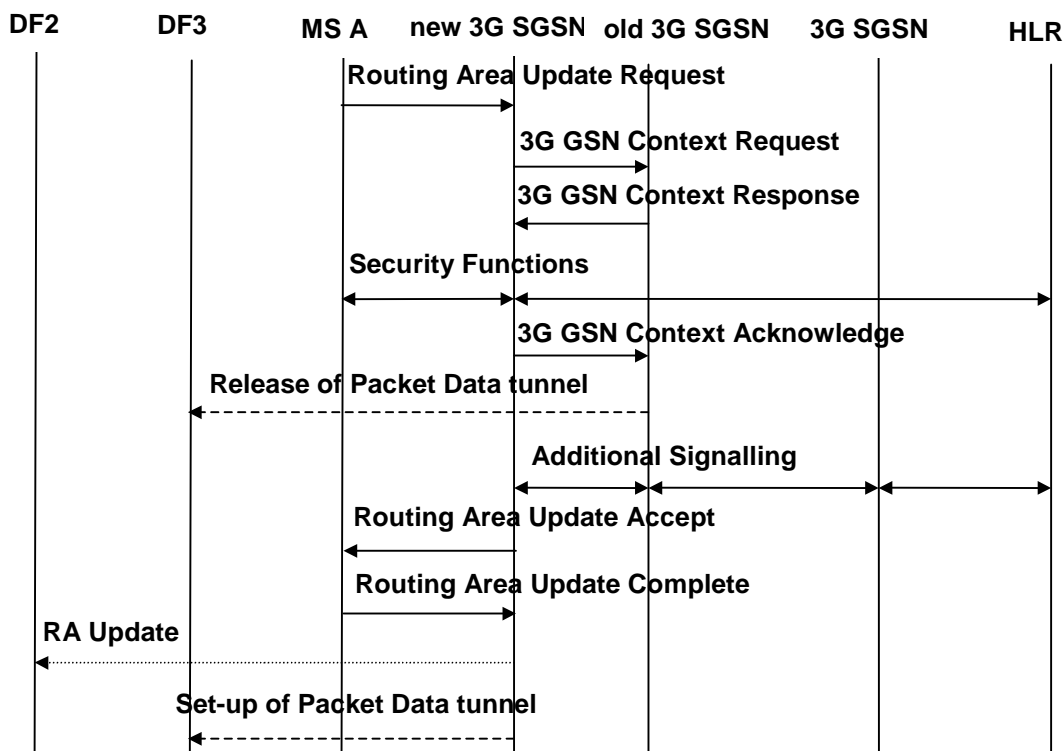 DF2
DF3
MS A
new 3G SGSN
old 3G SGSN
3G SGSN
HLR
Routing Area Update Request
3G GSN Context Request
3G GSN Context Response
Security Functions
3G GSN Context Acknowledge
Release of Packet Data tunnel
Additional Signalling
Routing Area Update Accept
Routing Area Update Complete
RA Update
Set-up of Packet Data tunnel